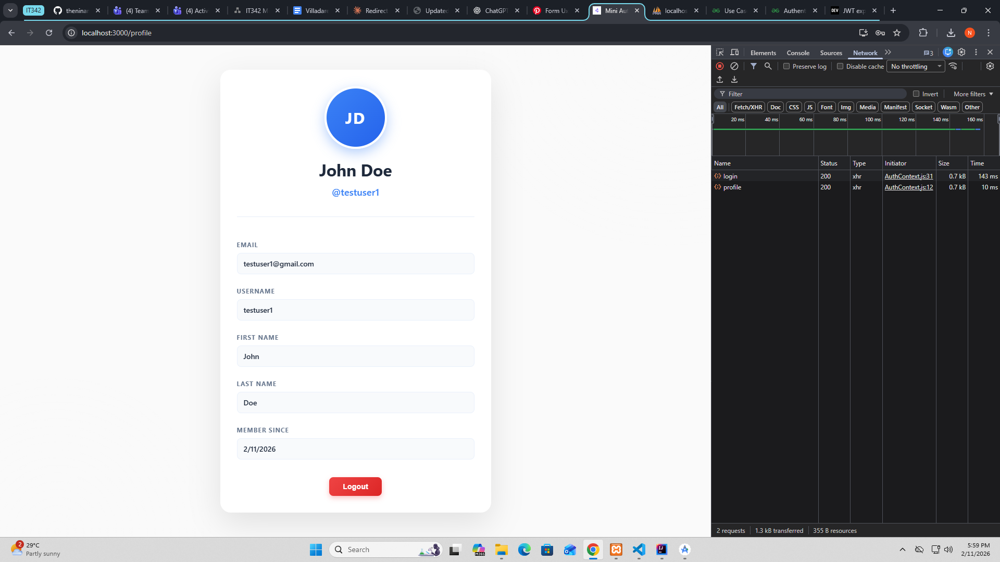 IT342
theninar
(4) Team
(4) Activ
IT342 M
Villadare
Redirect
Updated
ChatGPT
Form Ux
Mini Aut
localhos
Use Cas
Authent
DEV
JWT exp
localhost:3000/profile
N
JD
John Doe
@testuser1
EMAIL
testuser1@gmail.com
USERNAME
testuser1
FIRST NAME
John
LAST NAME
Doe
MEMBER SINCE
2/11/2026
Logout
Elements
Console
Sources
Network
3
Preserve log
Disable cache
No throttling
Filter
Invert
More filters
All
Fetch/XHR
Doc
CSS
JS
Font
Img
Media
Manifest
Socket
Wasm
Other
20 ms
40 ms
60 ms
80 ms
100 ms
120 ms
140 ms
160 ms
Name Status Type Initiator Size Time
login 200 xhr AuthContext.js:31 0.7 kB 143 ms
profile 200 xhr AuthContext.js:12 0.7 kB 10 ms
2 requests
1.3 kB transferred
355 B resources
2
29°C
Partly sunny
Search
M365
5:59 PM
2/11/2026